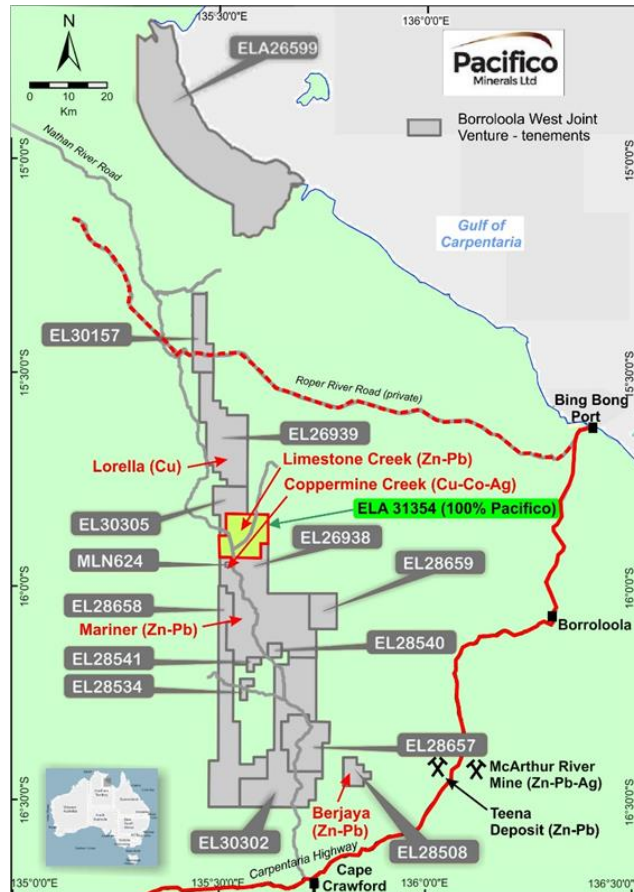 135°30'0"S
136°0'0"S
N
0 10 20
Km
ELA26599
Pacifico
Minerals Ltd
Borroloola West Joint
Venture - tenements
Nathan River Road
15°0'0"S
15°0'0"S
Gulf of
Carpentaria
EL30157
15°30'0"S
15°30'0"S
Roper River Road (private)
Bing Bong
Port
EL26939
Lorella (Cu)
Limestone Creek (Zn-Pb)
Coppermine Creek (Cu-Co-Ag)
EL30305
ELA 31354 (100% Pacifico)
EL26938
MLN624
EL28659
16°0'0"S
16°0'0"S
EL28658
Mariner (Zn-Pb)
Borroloola
EL28540
EL28541
EL28534
EL28657
McArthur River
Mine (Zn-Pb-Ag)
Teena
Deposit (Zn-Pb)
Berjaya
(Zn-Pb)
16°30'0"S
16°30'0"S
EL30302
EL28508
Carpentaria Highway
Cape
Crawford
135°0'0"S
135°30'0"S
136°0'0"S
136°30'0"S